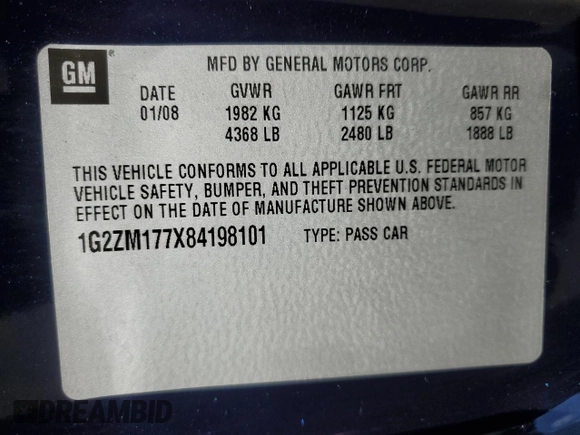 GM
MFD BY GENERAL MOTORS CORP.
DATE GVWR GAWR FRT GAWR RR
01/08 1982 KG 1125 KG 857 KG
4368 LB 2480 LB 1888 LB
THIS VEHICLE CONFORMS TO ALL APPLICABLE U.S. FEDERAL MOTOR
VEHICLE SAFETY, BUMPER, AND THEFT PREVENTION STANDARDS IN
EFFECT ON THE DATE OF MANUFACTURE SHOWN ABOVE.
1G2ZM177X84198101 TYPE: PASS CAR
DREAMBID